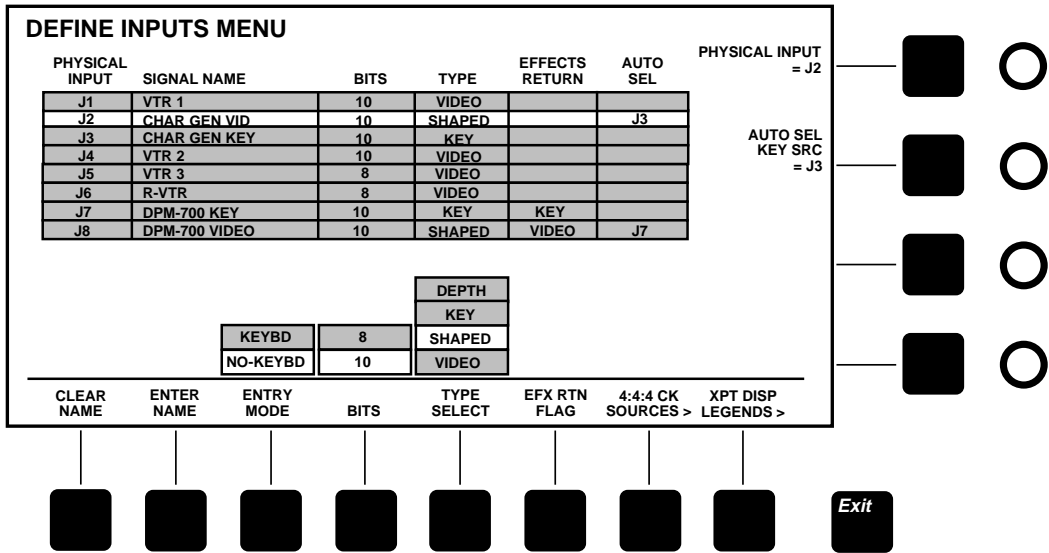 DEFINE INPUTS MENU
PHYSICAL INPUT SIGNAL NAME BITS TYPE EFFECTS RETURN AUTO SEL
J1 VTR 1 10 VIDEO
J2 CHAR GEN VID 10 SHAPED J3
J3 CHAR GEN KEY 10 KEY
J4 VTR 2 10 VIDEO
J5 VTR 3 8 VIDEO
J6 R-VTR 8 VIDEO
J7 DPM-700 KEY 10 KEY KEY
J8 DPM-700 VIDEO 10 SHAPED VIDEO J7
PHYSICAL INPUT
= J2
AUTO SEL
KEY SRC
= J3
DEPTH
KEY
KEYBD 8 SHAPED
NO-KEYBD 10 VIDEO
CLEAR NAME ENTER NAME ENTRY MODE BITS TYPE SELECT EFX RTN FLAG 4:4:4 CK SOURCES > XPT DISP LEGENDS >
Exit